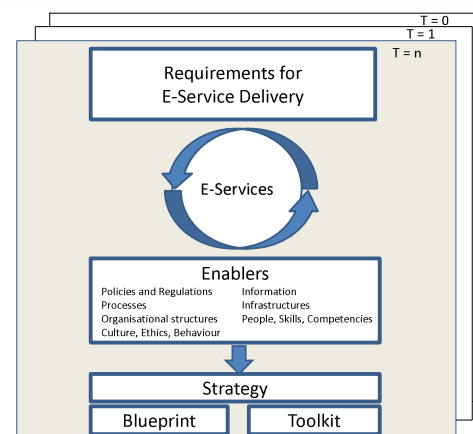 T = 0
T = 1
T = n
Requirements for
E-Service Delivery
E-Services
Enablers
Policies and Regulations
Processes
Organisational structures
Culture, Ethics, Behaviour
Information
Infrastructures
People, Skills, Competencies
Strategy
Blueprint
Toolkit